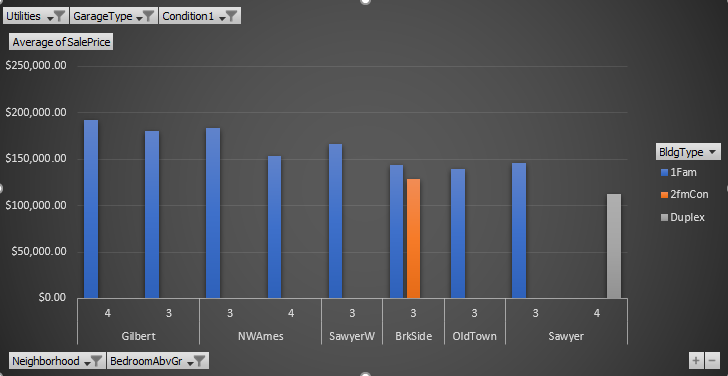 Utilities GarageType Condition1
Average of SalePrice
$250,000.00
$200,000.00
$150,000.00
$100,000.00
$50,000.00
$0.00
4 3 3 4 3 3 3 3 4
Gilbert NWAmes SawyerW BrkSide OldTown Sawyer
BldgType
1Fam
2fmCon
Duplex
Neighborhood BedroomAbvGr
+ -